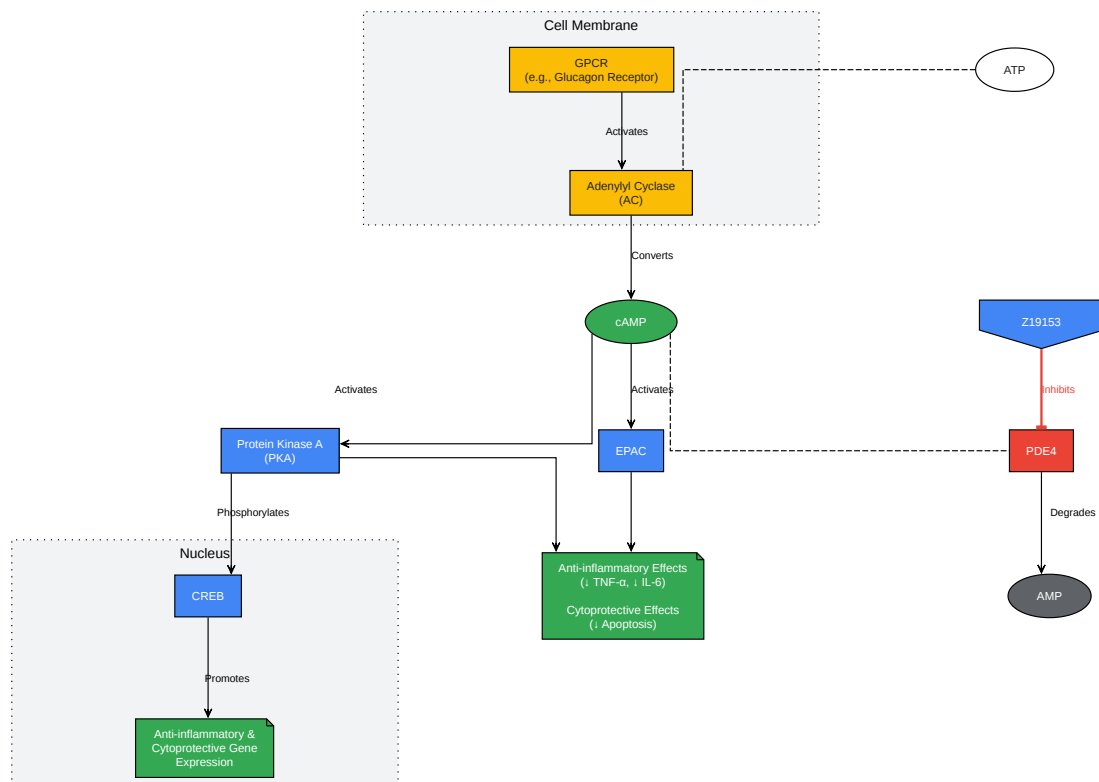 Cell Membrane
GPCR
(e.g., Glucagon Receptor)
ATP
Activates
Adenylyl Cyclase
(AC)
Converts
cAMP
Z19153
Activates
Activates
Inhibits
Protein Kinase A
(PKA)
EPAC
PDE4
Phosphorylates
Degrades
Nucleus
CREB
Anti-inflammatory Effects
(↓ TNF-α, ↓ IL-6)
Cytoprotective Effects
(↓ Apoptosis)
AMP
Promotes
Anti-inflammatory &
Cytoprotective Gene
Expression